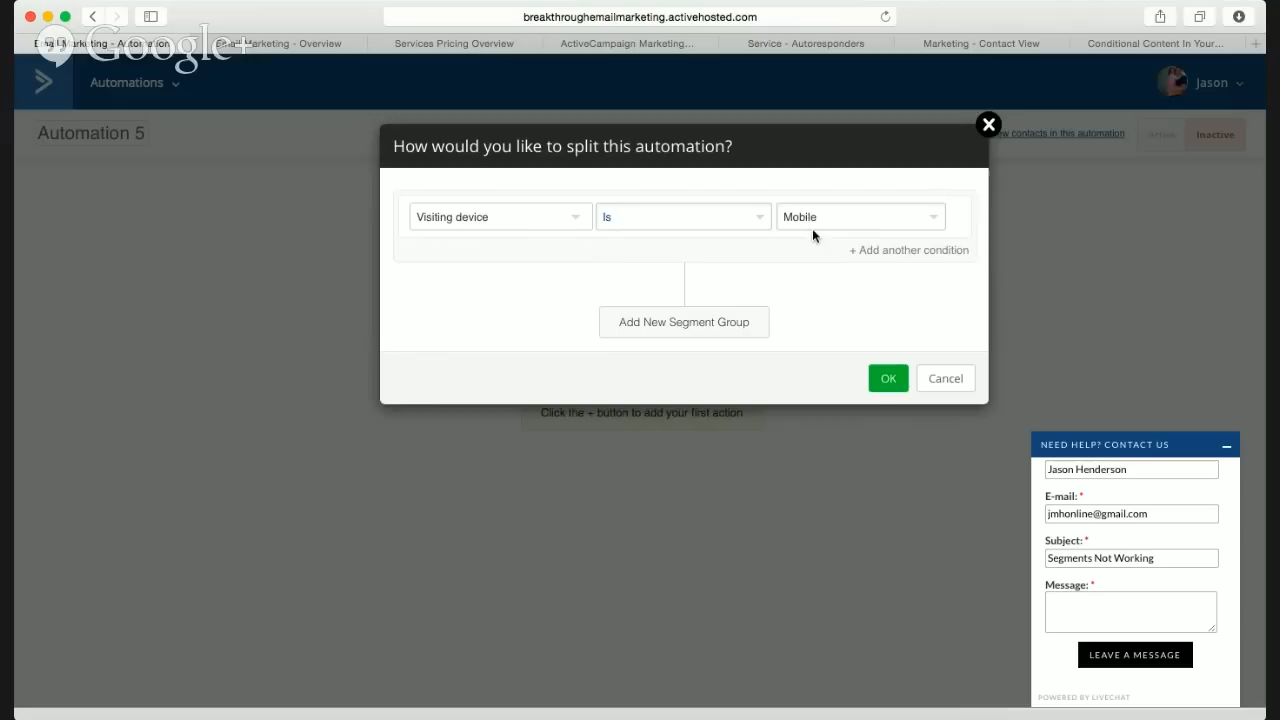 breakthroughemailmarketing.activehosted.com
Email Marketing - Automation
Email Marketing - Overview
Services Pricing Overview
ActiveCampaign Marketing...
Service - Autoresponders
Marketing - Contact View
Conditional Content In Your...
Google+
Automations
Jason
Automation 5
View contacts in this automation
Active
Inactive
How would you like to split this automation?
Visiting device
Is
Mobile
+ Add another condition
Add New Segment Group
OK
Cancel
Click the + button to add your first action
NEED HELP? CONTACT US
Jason Henderson
E-mail: *
jmhonline@gmail.com
Subject: *
Segments Not Working
Message: *
LEAVE A MESSAGE
POWERED BY LIVECHAT